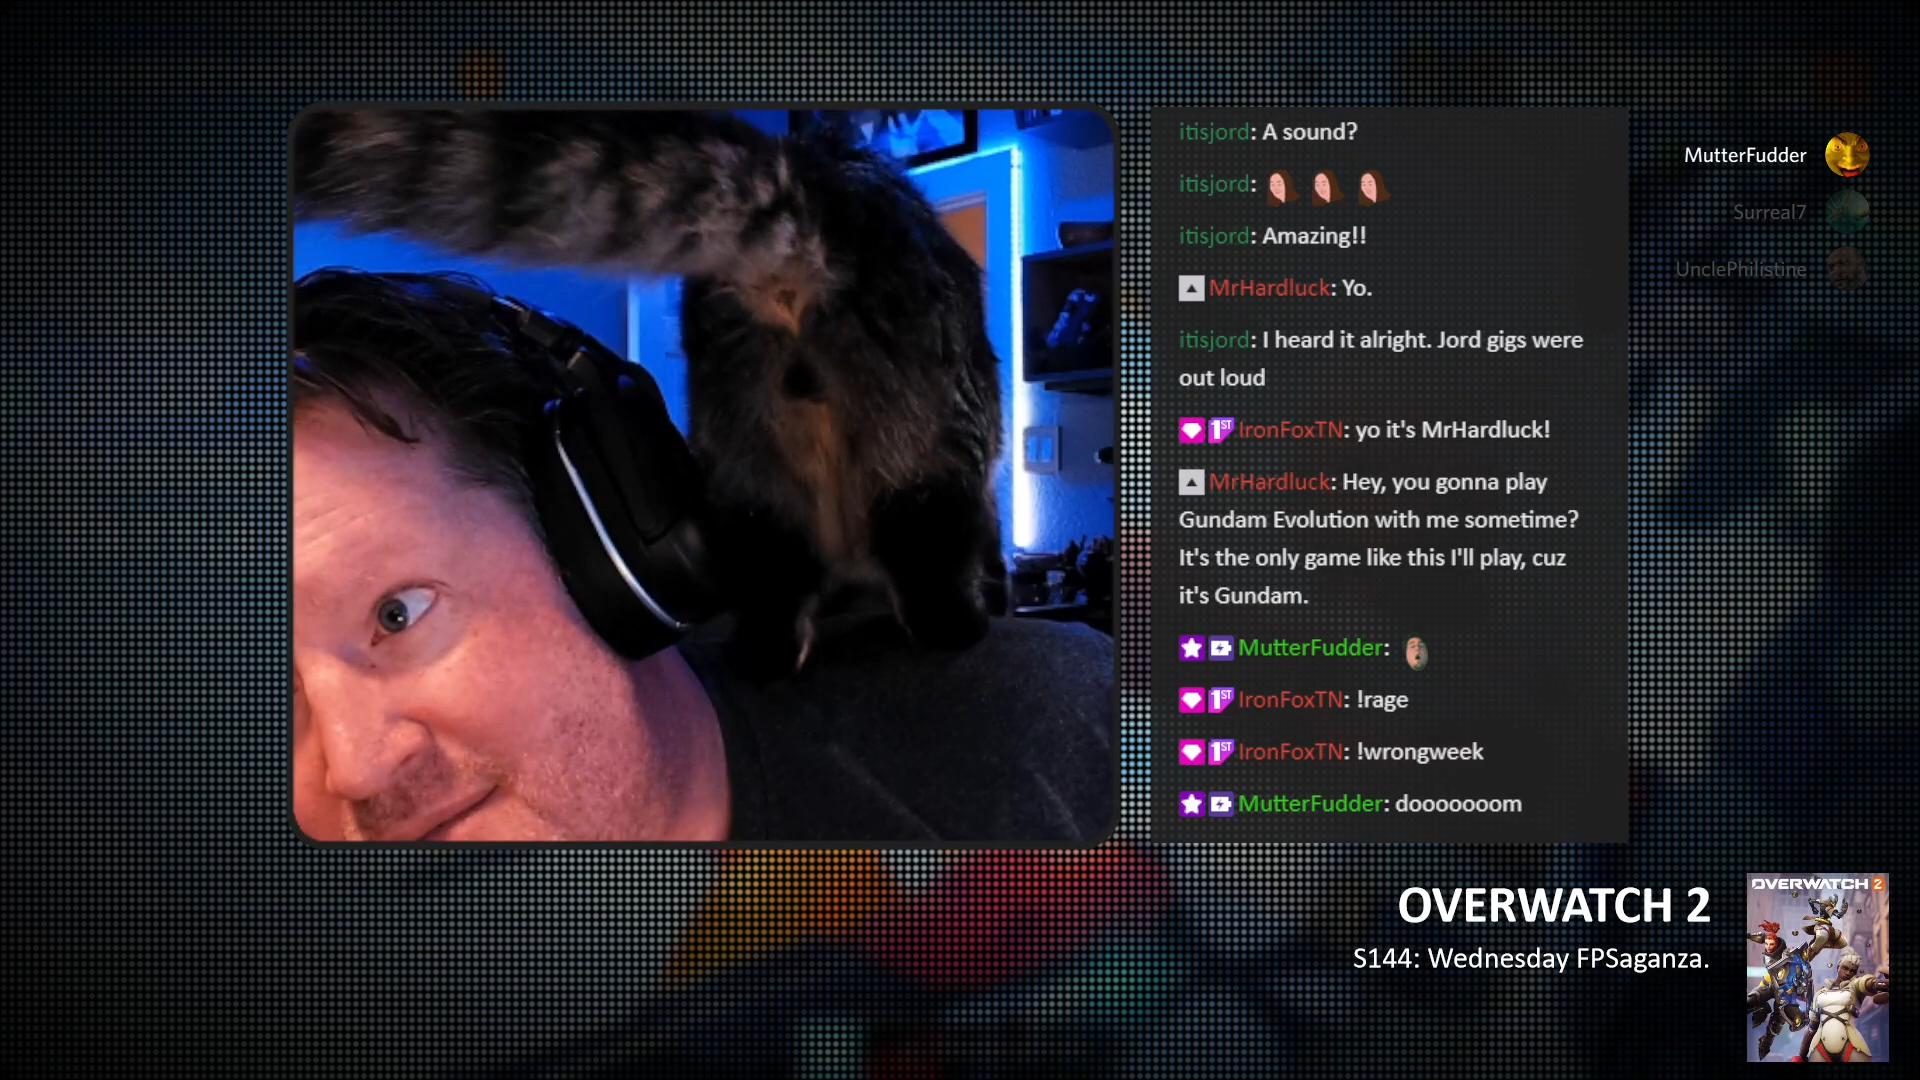 itisjord: A sound?
itisjord:
itisjord: Amazing!!
MrHardluck: Yo.
itisjord: I heard it alright. Jord gigs were
out loud
1ST IronFoxTN: yo it's MrHardluck!
MrHardluck: Hey, you gonna play
Gundam Evolution with me sometime?
It's the only game like this I'll play, cuz
it's Gundam.
MutterFudder:
1ST IronFoxTN: !rage
1ST IronFoxTN: !wrongweek
MutterFudder: dooooooom
MutterFudder
Surreal7
UnclePhilistine
OVERWATCH 2
S144: Wednesday FPSaganza.
OVERWATCH 2